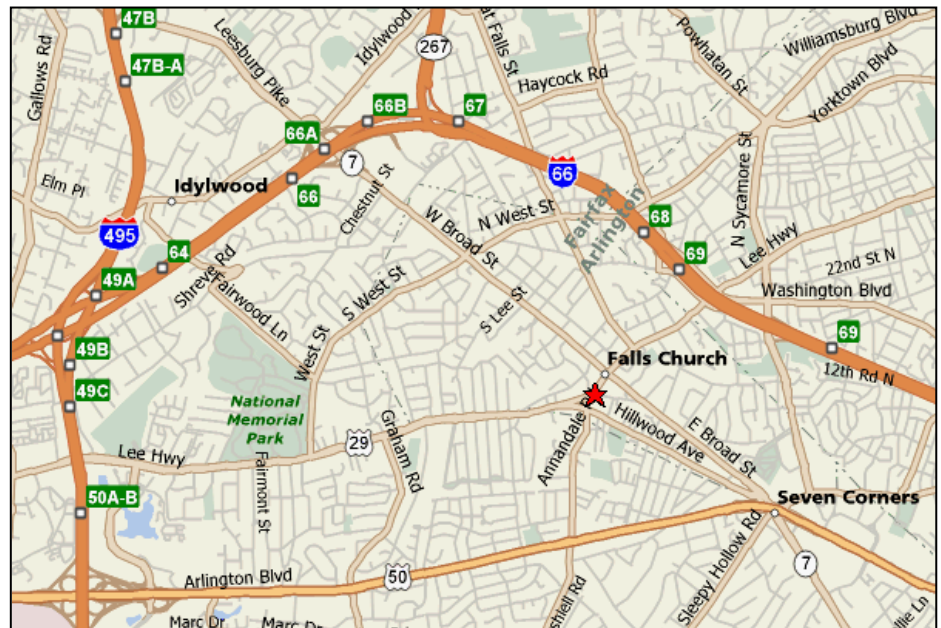 47B
Leesburg Pike
Idylwood
267
at Falls St
Powhatan St
Williamsburg Blvd
Gallows Rd
47B-A
Haycock Rd
Yorktown Blvd
66B
67
66A
7
66
Elm Pl
Idylwood
66
Chestnut St
N Sycamore St
W Broad St
N West St
Fairfax
Arlington
68
495
64
Lee Hwy
69
22nd St N
49A
Shreve Rd
Fairwood Ln
S West St
Washington Blvd
S Lee St
69
49B
West St
Falls Church
12th Rd N
49C
National
Memorial
Park
Graham Rd
Annandale R
Hillwood Ave
E Broad St
29
Lee Hwy
Fairmont St
50A-B
Seven Corners
Sleepy Hollow Rd
7
Arlington Blvd
50
shiell Rd
llie Ln
Marc Dr
Marc Dr